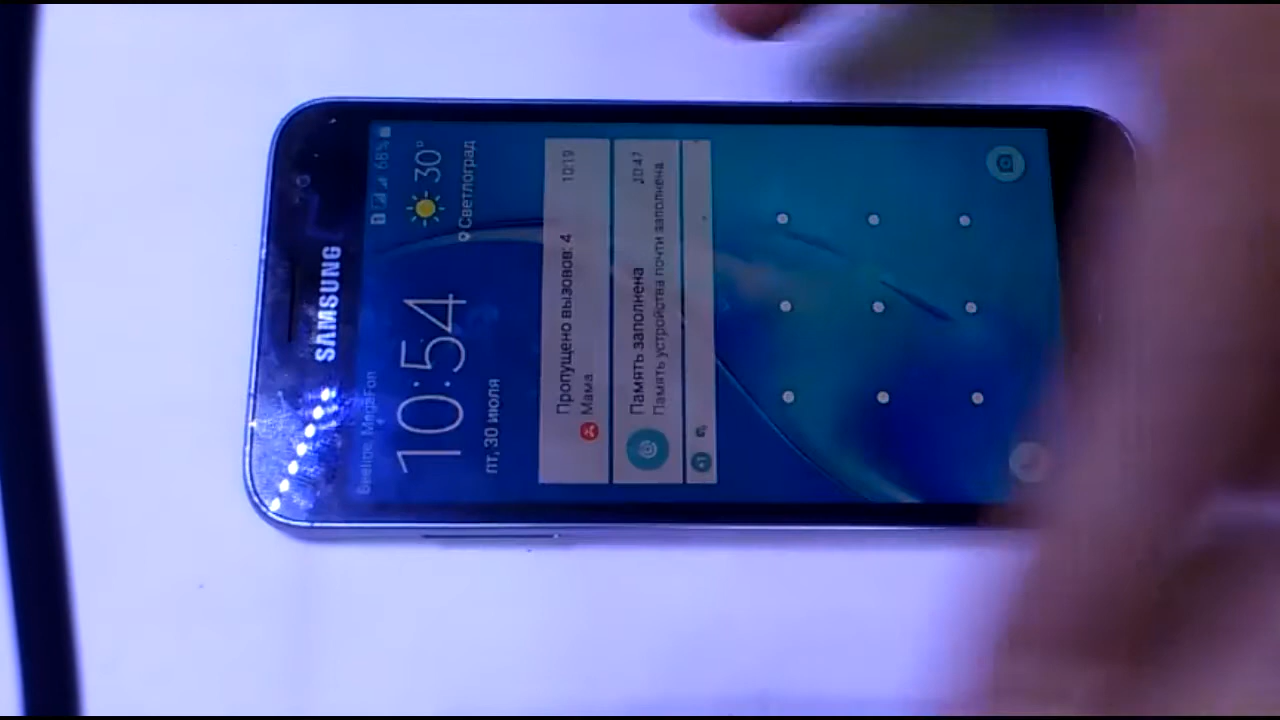 SAMSUNG
Beeline, MegaFon
68%
10:54
30°
пт, 30 июля
Светлоград
Пропущено вызовов: 4
10:19
Мама
Память заполнена
10:47
Память устройства почти заполнена
+1